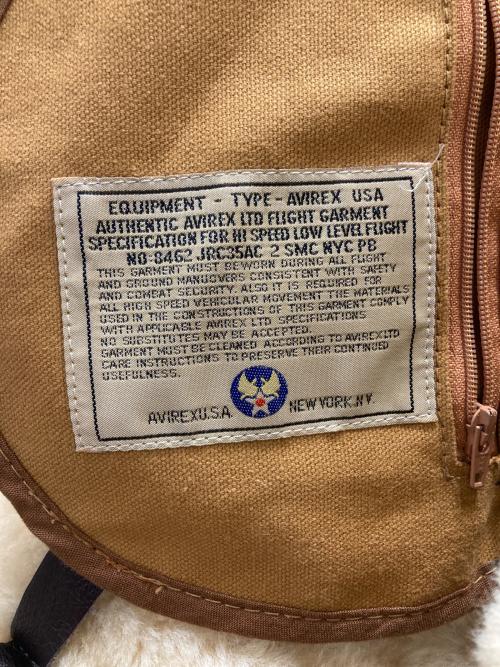 EQUIPMENT - TYPE - AVIREX USA
AUTHENTIC AVIREX LTD FLIGHT GARMENT
SPECIFICATION FOR HI SPEED LOW LEVEL FLIGHT
NO-8462 JRC35AC 2 SMC NYC PB
THIS GARMENT MUST BE WORN DURING ALL FLIGHT
AND GROUND MANUOVERS CONSISTENT WITH SAFETY
AND COMBAT SECURITY. ALSO IT IS REQUIRED FOR
ALL HIGH SPEED VEHICULAR MOVEMENT THE MATERIALS
USED IN THE CONSTRUCTIONS OF THIS GARMENT COMPLY
WITH APPLICABLE AVIREX LTD SPECIFICATIONS
NO SUBSTITUTES MAY BE ACCEPTED.
GARMENT MUST BE CLEANED ACCORDING TO AVIREX LTD
CARE INSTRUCTIONS TO PRESERVE THEIR CONTINUED
USEFULNESS.
AVIREX U.S.A. NEW YORK.N.Y.